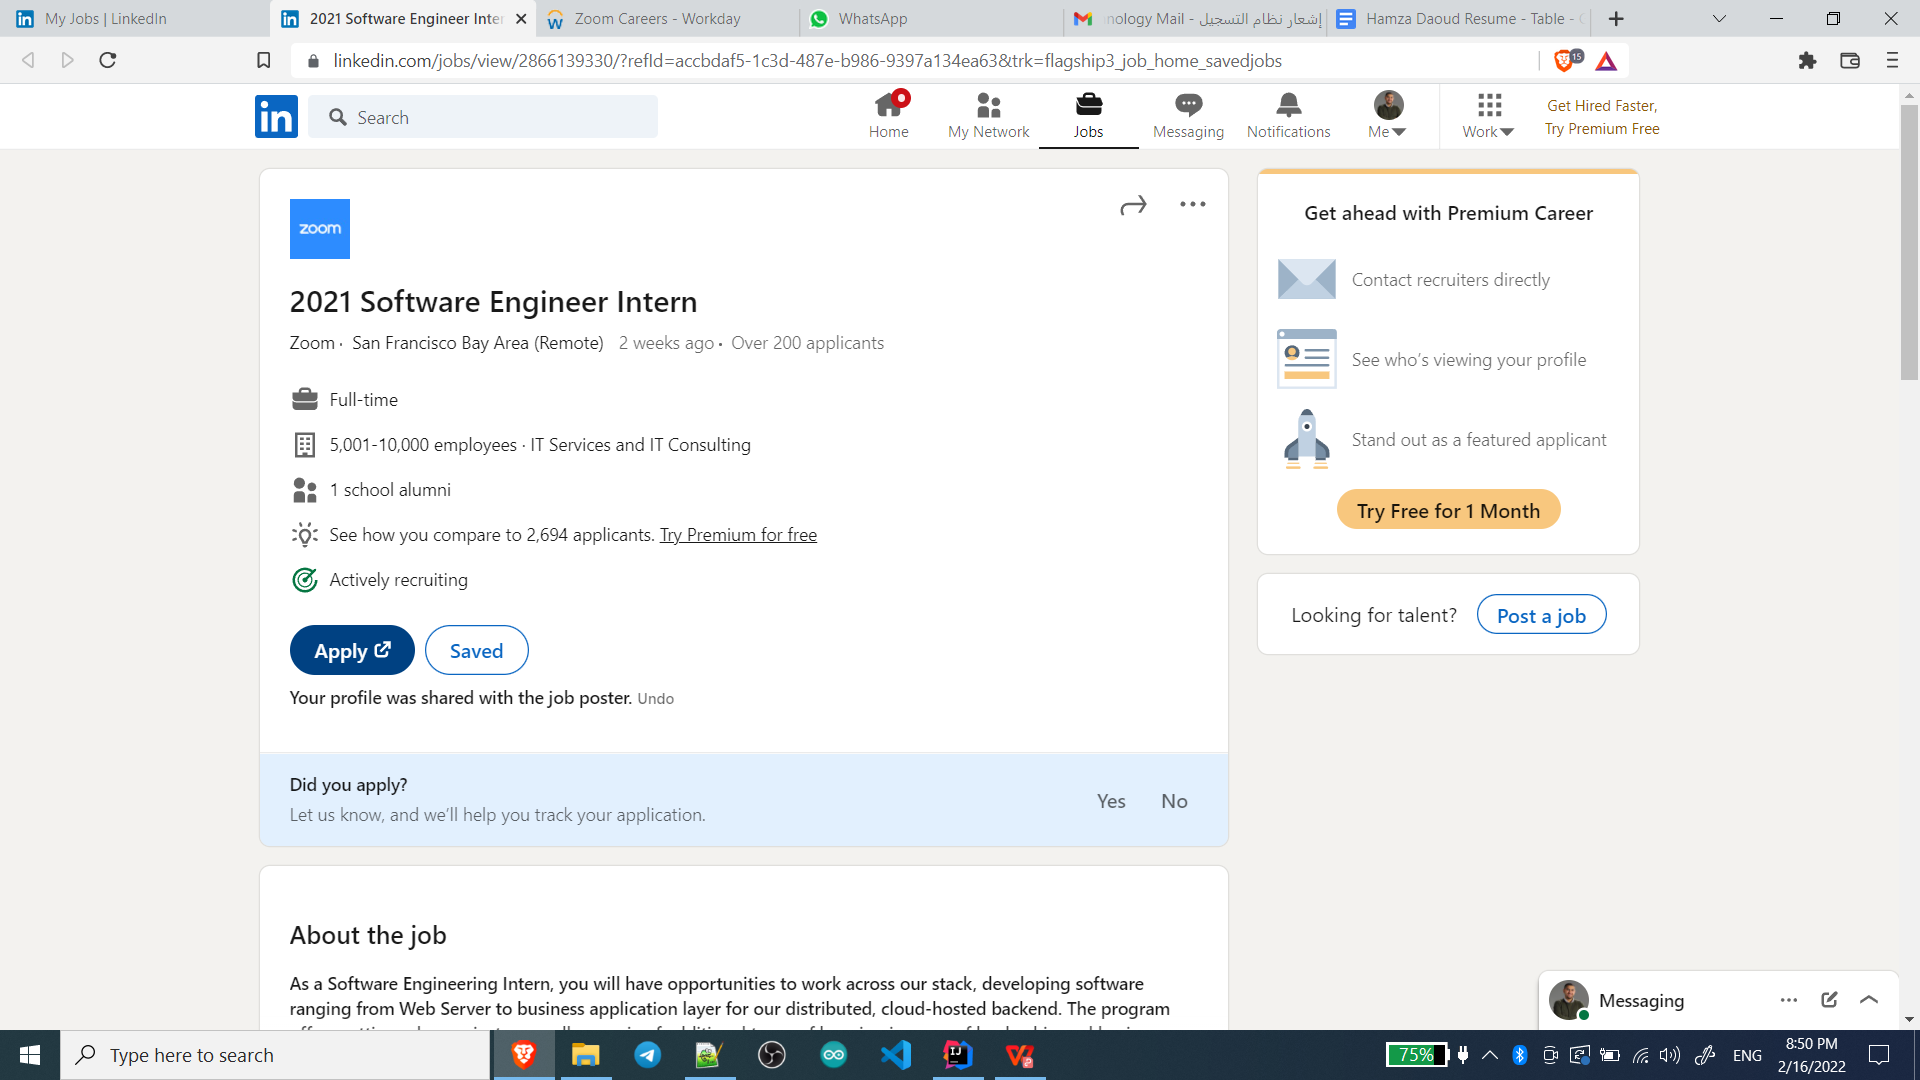 My Jobs | LinkedIn
2021 Software Engineer Inter
Zoom Careers - Workday
WhatsApp
nology Mail - إشعار نظام التسجيل
Hamza Daoud Resume - Table -
linkedin.com/jobs/view/2866139330/?refId=accbdaf5-1c3d-487e-b986-9397a134ea63&trk=flagship3_job_home_savedjobs
15
in
Search
Home
My Network
Jobs
Messaging
Notifications
Me
Work
Get Hired Faster,
Try Premium Free
zoom
2021 Software Engineer Intern
Zoom · San Francisco Bay Area (Remote) 2 weeks ago · Over 200 applicants
Full-time
5,001-10,000 employees · IT Services and IT Consulting
1 school alumni
See how you compare to 2,694 applicants. Try Premium for free
Actively recruiting
Apply
Saved
Your profile was shared with the job poster. Undo
Did you apply?
Let us know, and we'll help you track your application.
Yes
No
About the job
As a Software Engineering Intern, you will have opportunities to work across our stack, developing software
ranging from Web Server to business application layer for our distributed, cloud-hosted backend. The program
Get ahead with Premium Career
Contact recruiters directly
See who's viewing your profile
Stand out as a featured applicant
Try Free for 1 Month
Looking for talent?
Post a job
Messaging
Type here to search
IJ
75%
ENG
8:50 PM
2/16/2022